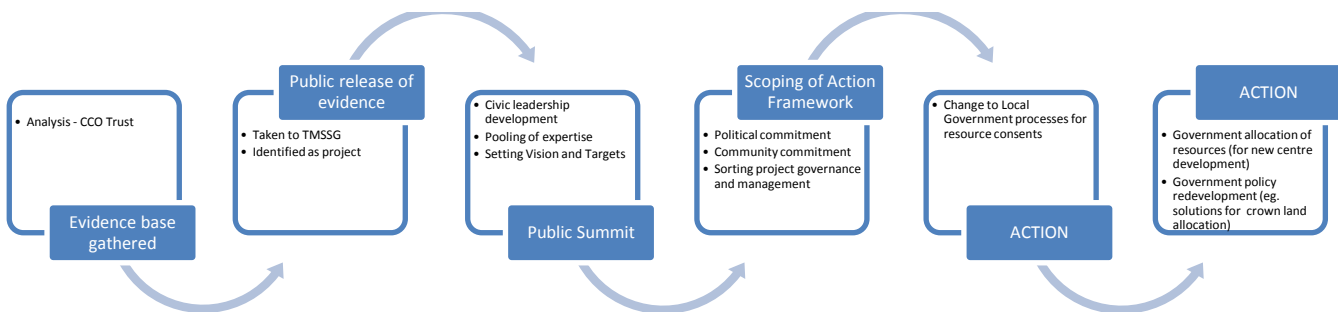 • Analysis - CCO Trust
Evidence base
gathered
Public release of
evidence
• Taken to TMSSG
• Identified as project
• Civic leadership
development
• Pooling of expertise
• Setting Vision and Targets
Public Summit
Scoping of Action
Framework
• Political commitment
• Community commitment
• Sorting project governance
and management
• Change to Local
Government processes for
resource consents
ACTION
ACTION
• Government allocation of
resources (for new centre
development)
• Government policy
redevelopment (eg.
solutions for crown land
allocation)